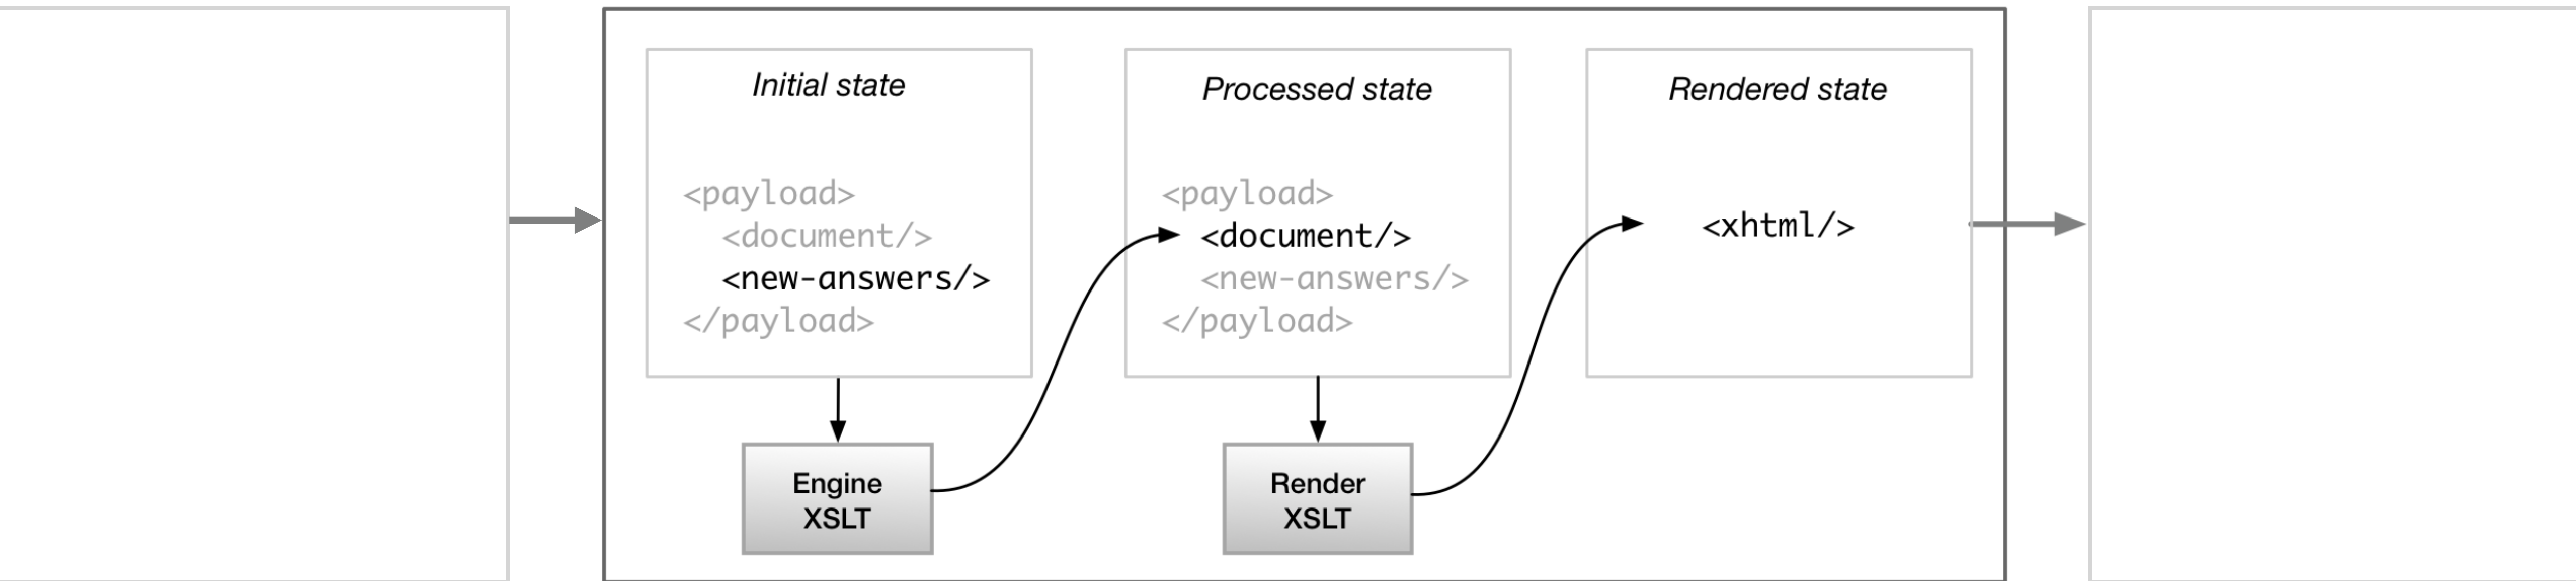 Initial state
<payload>
<document/>
<new-answers/>
</payload>
Engine
XSLT
Processed state
<payload>
<document/>
<new-answers/>
</payload>
Render
XSLT
Rendered state
<xhtml/>